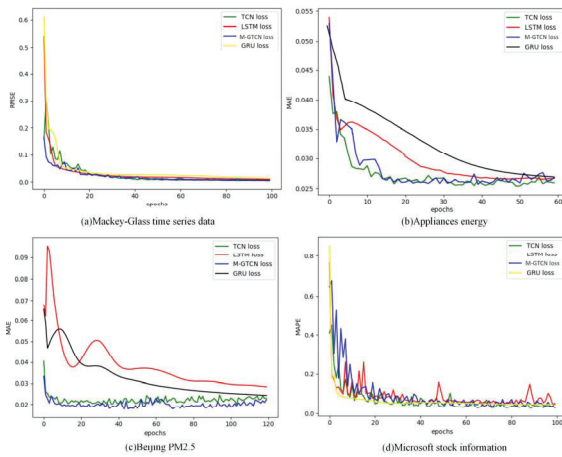 TCN loss
LSTM loss
M-GTCN loss
GRU loss
0.6
0.5
0.4
0.3
0.2
0.1
0.0
RMSE
0 20 40 60 80 100
epochs
(a)Mackey-Glass time series data
TCN loss
LSTM loss
M-GTCN loss
GRU loss
0.055
0.050
0.045
0.040
0.035
0.030
0.025
MAE
0 10 20 30 40 50 60
epochs
(b)Appliances energy
TCN loss
LSTM loss
M-GTCN loss
GRU loss
0.09
0.08
0.07
0.06
0.05
0.04
0.03
0.02
MAE
0 20 40 60 80 100 120
epochs
(c)Beijing PM2.5
TCN loss
LSTM loss
M-GTCN loss
GRU loss
0.8
0.6
0.4
0.2
0.0
MAPE
0 20 40 60 80 100
epochs
(d)Microsoft stock information